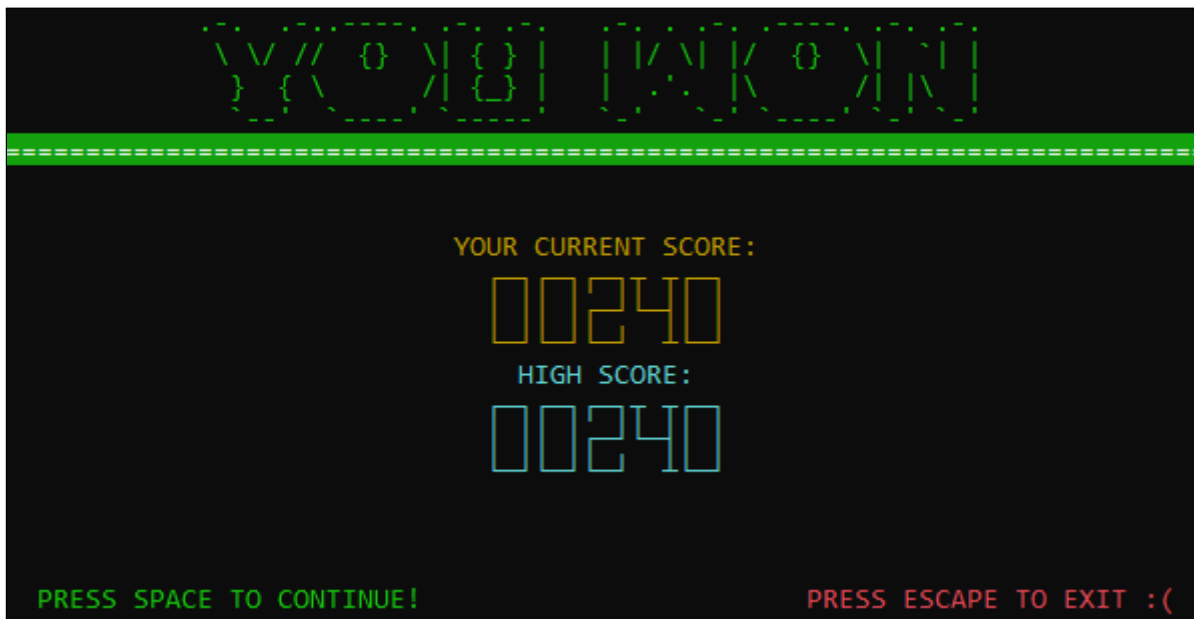 YOU WON
================================================================================
YOUR CURRENT SCORE:
00240
HIGH SCORE:
00240
PRESS SPACE TO CONTINUE!
PRESS ESCAPE TO EXIT :(